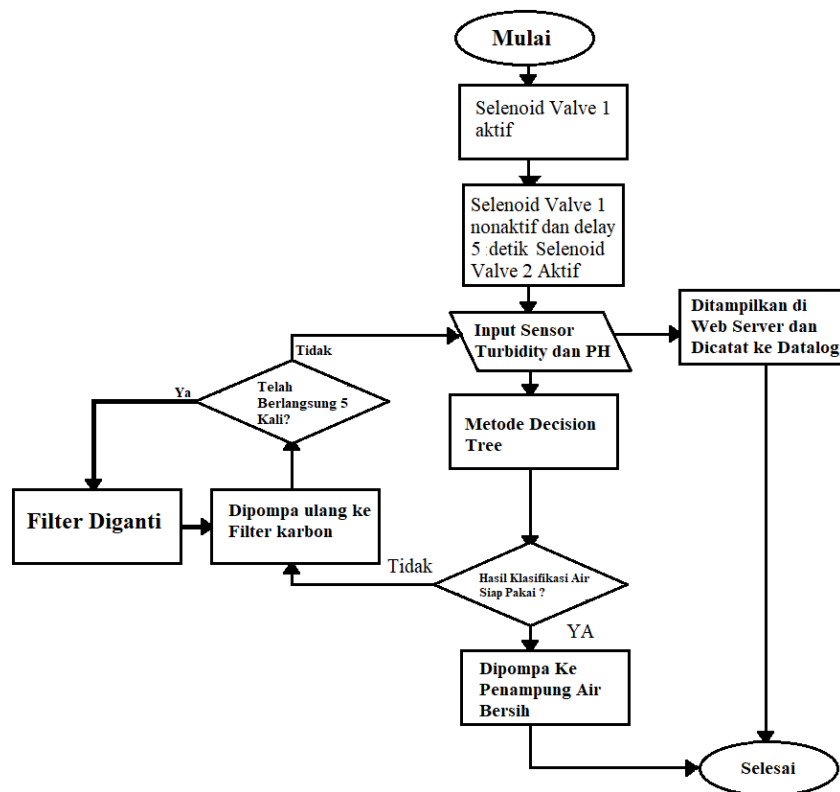 Mulai
Selenoid Valve 1
aktif
Selenoid Valve 1
nonaktif dan delay
5 :detik Selenoid
Valve 2 Aktif
Input Sensor
Turbidity dan PH
Ditampilkan di
Web Server dan
Dicatat ke Datalog
Tidak
Telah
Berlangsung 5
Kali?
Ya
Metode Decision
Tree
Filter Diganti
Dipompa ulang ke
Filter karbon
Tidak
Hasil Klasifikasi Air
Siap Pakai ?
YA
Dipompa Ke
Penampung Air
Bersih
Selesai